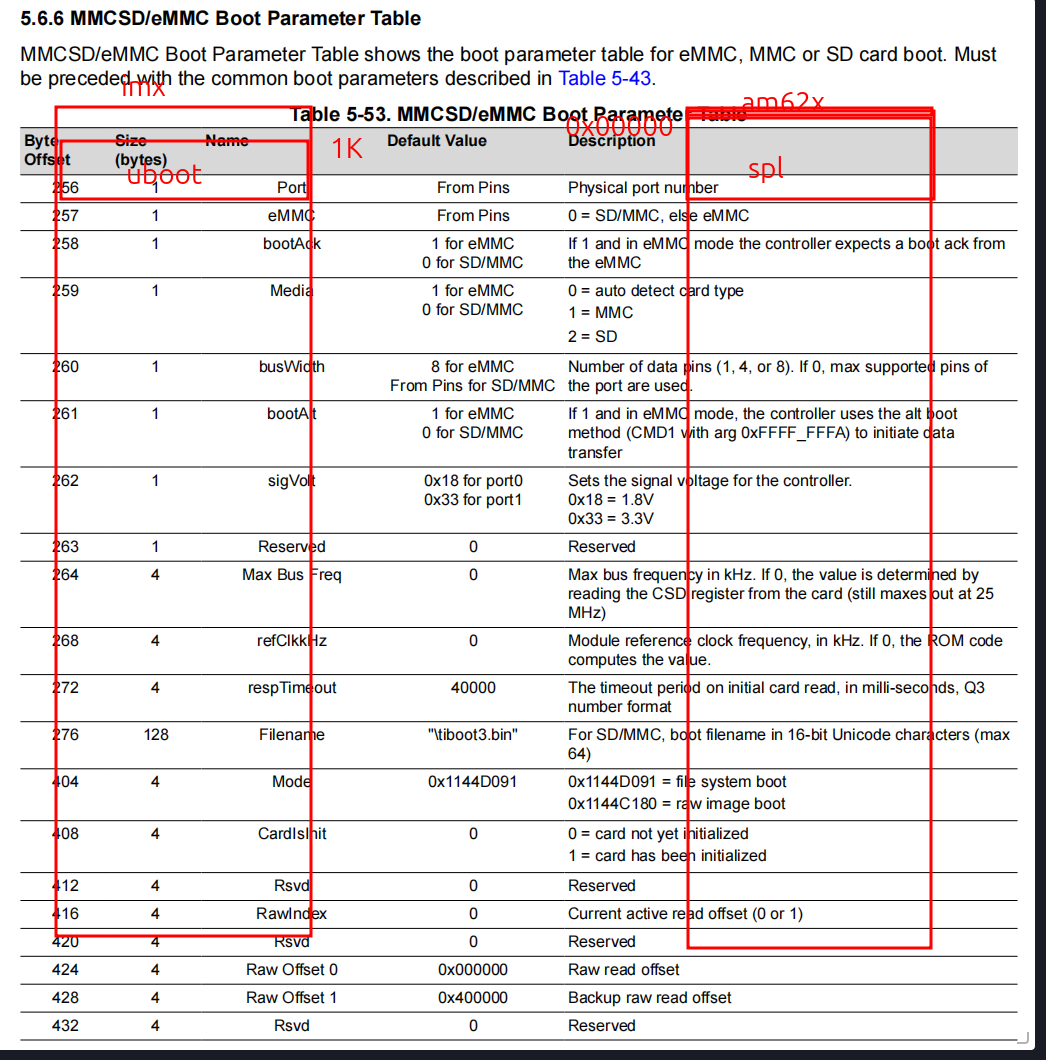 5.6.6 MMCSD/eMMC Boot Parameter Table
MMCSD/eMMC Boot Parameter Table shows the boot parameter table for eMMC, MMC or SD card boot. Must
be preceded with the common boot parameters described in Table 5-43.
imx
am62x
Table 5-53. MMCSD/eMMC Boot Parameter Table
0x00000
1K
uboot
spl
Byte Offset Size (bytes) Name Default Value Description
256 1 Port From Pins Physical port number
257 1 eMMC From Pins 0 = SD/MMC, else eMMC
258 1 bootAck 1 for eMMC If 1 and in eMMC mode the controller expects a boot ack from
0 for SD/MMC the eMMC
259 1 Media 1 for eMMC 0 = auto detect card type
0 for SD/MMC 1 = MMC
2 = SD
260 1 busWidth 8 for eMMC Number of data pins (1, 4, or 8). If 0, max supported pins of
From Pins for SD/MMC the port are used.
261 1 bootAlt 1 for eMMC If 1 and in eMMC mode, the controller uses the alt boot
0 for SD/MMC method (CMD1 with arg 0xFFFF_FFFA) to initiate data
transfer
262 1 sigVolt 0x18 for port0 Sets the signal voltage for the controller.
0x33 for port1 0x18 = 1.8V
0x33 = 3.3V
263 1 Reserved 0 Reserved
264 4 Max Bus Freq 0 Max bus frequency in kHz. If 0, the value is determined by
reading the CSD register from the card (still maxes out at 25
MHz)
268 4 refClkkHz 0 Module reference clock frequency, in kHz. If 0, the ROM code
computes the value.
272 4 respTimeout 40000 The timeout period on initial card read, in milli-seconds, Q3
number format
276 128 Filename "\tiboot3.bin" For SD/MMC, boot filename in 16-bit Unicode characters (max
64)
404 4 Mode 0x1144D091 0x1144D091 = file system boot
0x1144C180 = raw image boot
408 4 CardIsInit 0 0 = card not yet initialized
1 = card has been initialized
412 4 Rsvd 0 Reserved
416 4 RawIndex 0 Current active read offset (0 or 1)
420 4 Rsvd 0 Reserved
424 4 Raw Offset 0 0x000000 Raw read offset
428 4 Raw Offset 1 0x400000 Backup raw read offset
432 4 Rsvd 0 Reserved